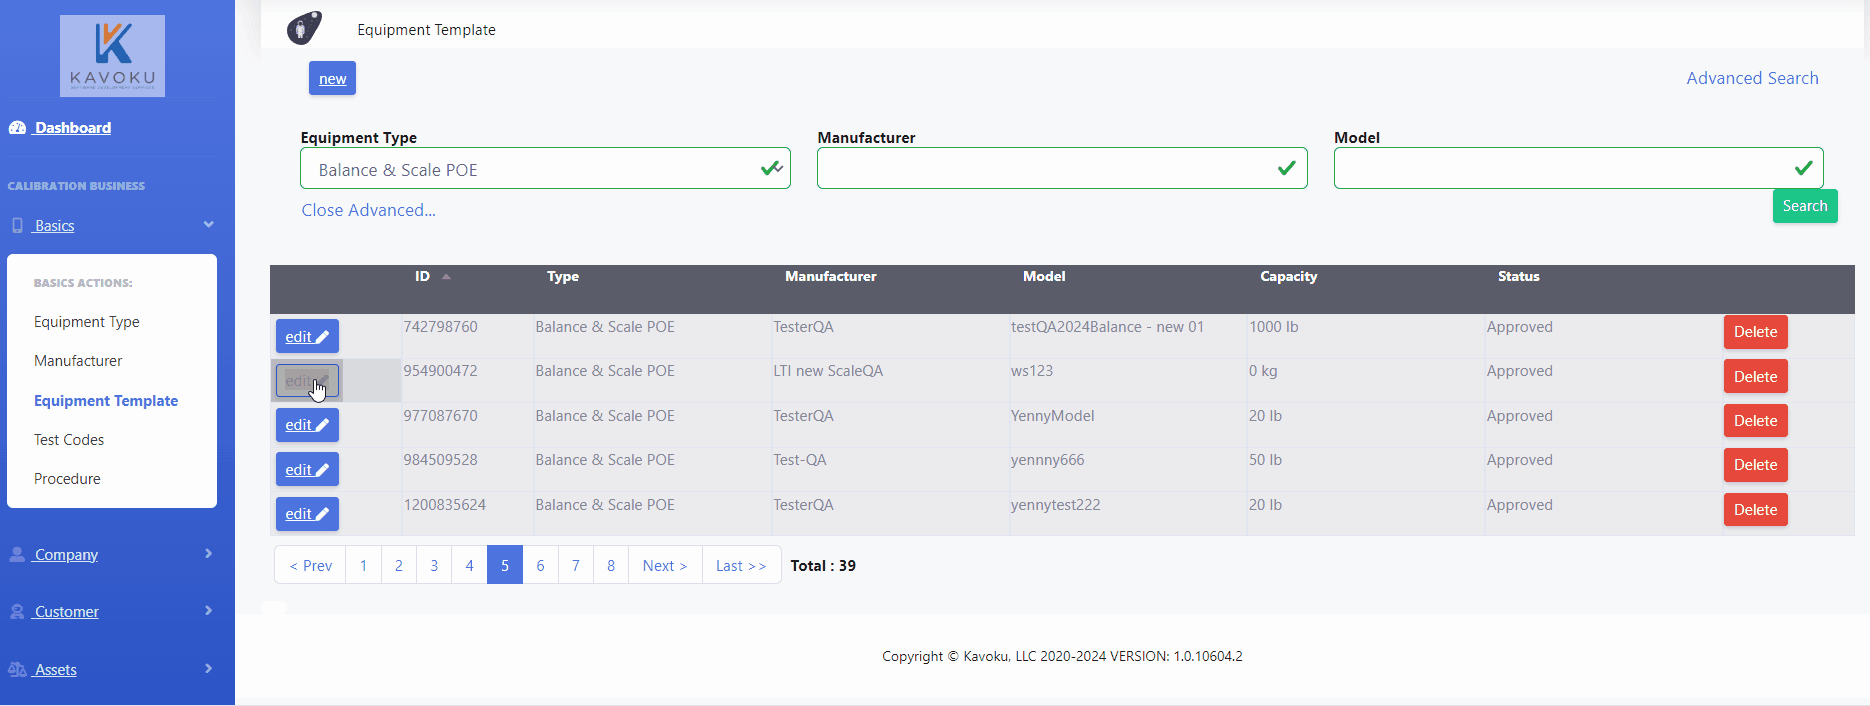 KAVOKU
SOFTWARE DEVELOPMENT SERVICES
Dashboard
CALIBRATION BUSINESS
Basics
BASICS ACTIONS:
Equipment Type
Manufacturer
Equipment Template
Test Codes
Procedure
Company
Customer
Assets
Equipment Template
new
Advanced Search
Equipment Type Manufacturer Model
Balance & Scale POE
Close Advanced...
Search
ID Type Manufacturer Model Capacity Status
edit 742798760 Balance & Scale POE TesterQA testQA2024Balance - new 01 1000 lb Approved Delete
edit 954900472 Balance & Scale POE LTI new ScaleQA ws123 0 kg Approved Delete
edit 977087670 Balance & Scale POE TesterQA YennyModel 20 lb Approved Delete
edit 984509528 Balance & Scale POE Test-QA yennny666 50 lb Approved Delete
edit 1200835624 Balance & Scale POE TesterQA yennytest222 20 lb Approved Delete
< Prev 1 2 3 4 5 6 7 8 Next > Last >> Total : 39
Copyright © Kavoku, LLC 2020-2024 VERSION: 1.0.10604.2